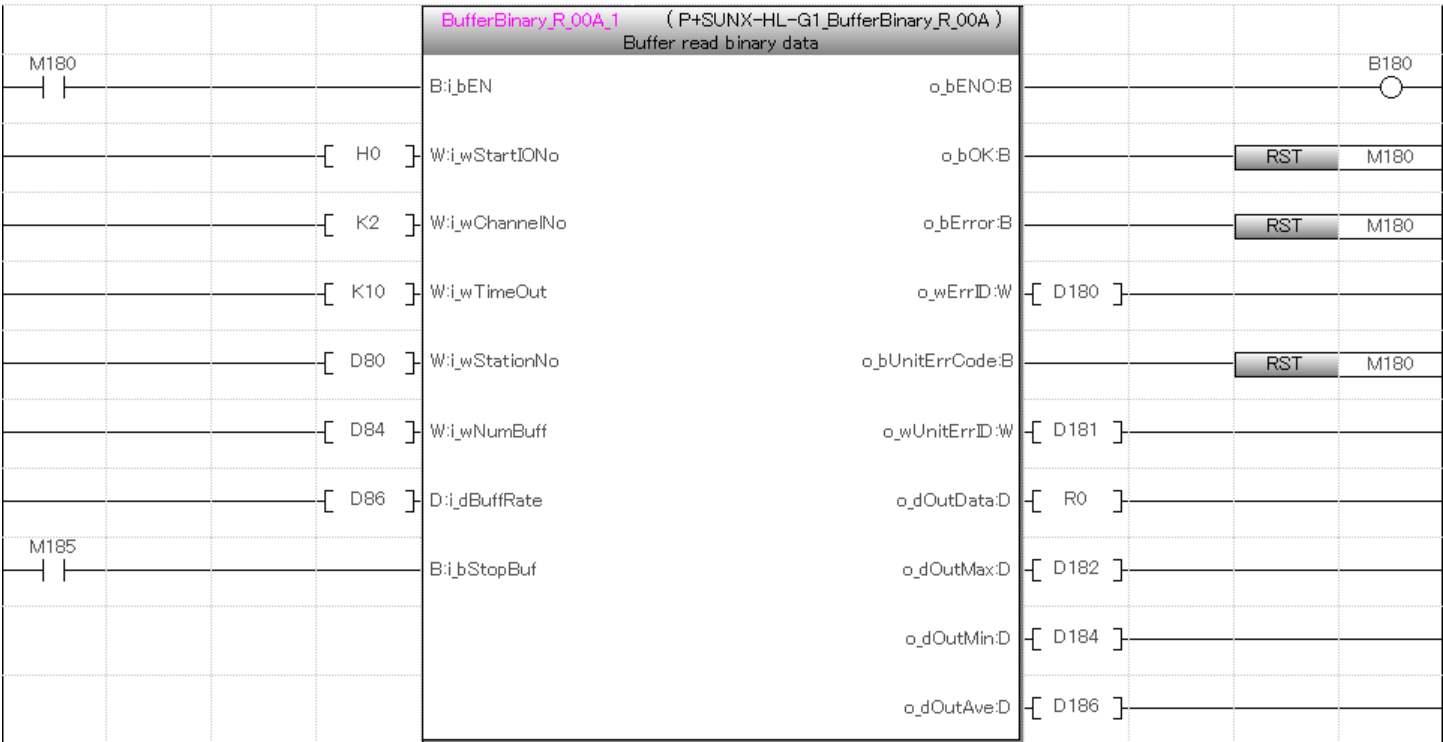 BufferBinary_R_00A_1 (P+SUNX-HL-G1_BufferBinary_R_00A)
Buffer read binary data
M180 B180
B:i_bEN o_bENO:B
H0 W:i_wStartIONo o_bOK:B RST M180
K2 W:i_wChannelNo o_bError:B RST M180
K10 W:i_wTimeOut o_wErrID:W D180
D80 W:i_wStationNo o_bUnitErrCode:B RST M180
D84 W:i_wNumBuff o_wUnitErrID:W D181
D86 D:i_dBuffRate o_dOutData:D R0
M185
B:i_bStopBuf o_dOutMax:D D182
o_dOutMin:D D184
o_dOutAve:D D186